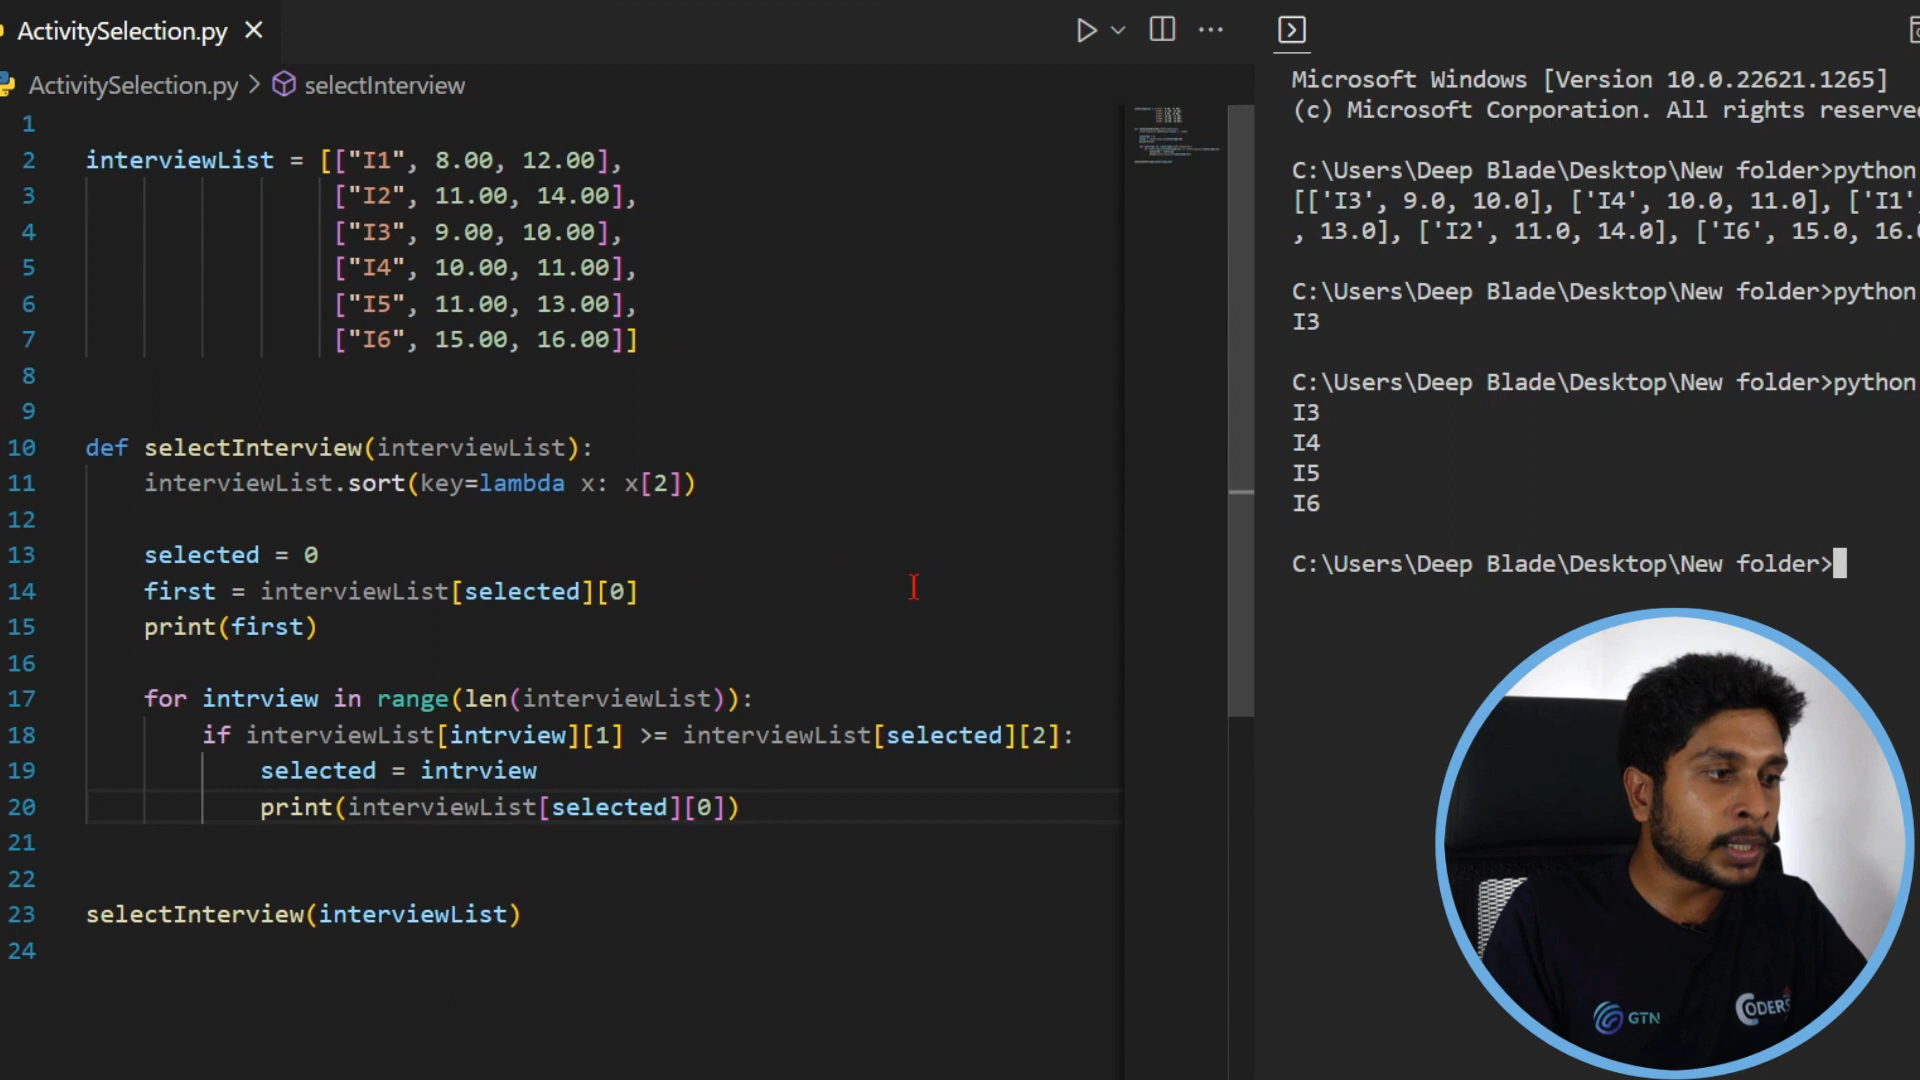 ActivitySelection.py
ActivitySelection.py > selectInterview
1
2 interviewList = [["I1", 8.00, 12.00],
3 ["I2", 11.00, 14.00],
4 ["I3", 9.00, 10.00],
5 ["I4", 10.00, 11.00],
6 ["I5", 11.00, 13.00],
7 ["I6", 15.00, 16.00]]
8
9
10 def selectInterview(interviewList):
11 interviewList.sort(key=lambda x: x[2])
12
13 selected = 0
14 first = interviewList[selected][0]
15 print(first)
16
17 for intrview in range(len(interviewList)):
18 if interviewList[intrview][1] >= interviewList[selected][2]:
19 selected = intrview
20 print(interviewList[selected][0])
21
22
23 selectInterview(interviewList)
24
Microsoft Windows [Version 10.0.22621.1265]
(c) Microsoft Corporation. All rights reserve
C:\Users\Deep Blade\Desktop\New folder>python
[['I3', 9.0, 10.0], ['I4', 10.0, 11.0], ['I1'
, 13.0], ['I2', 11.0, 14.0], ['I6', 15.0, 16.
C:\Users\Deep Blade\Desktop\New folder>python
I3
C:\Users\Deep Blade\Desktop\New folder>python
I3
I4
I5
I6
C:\Users\Deep Blade\Desktop\New folder>
GTN
CODERS